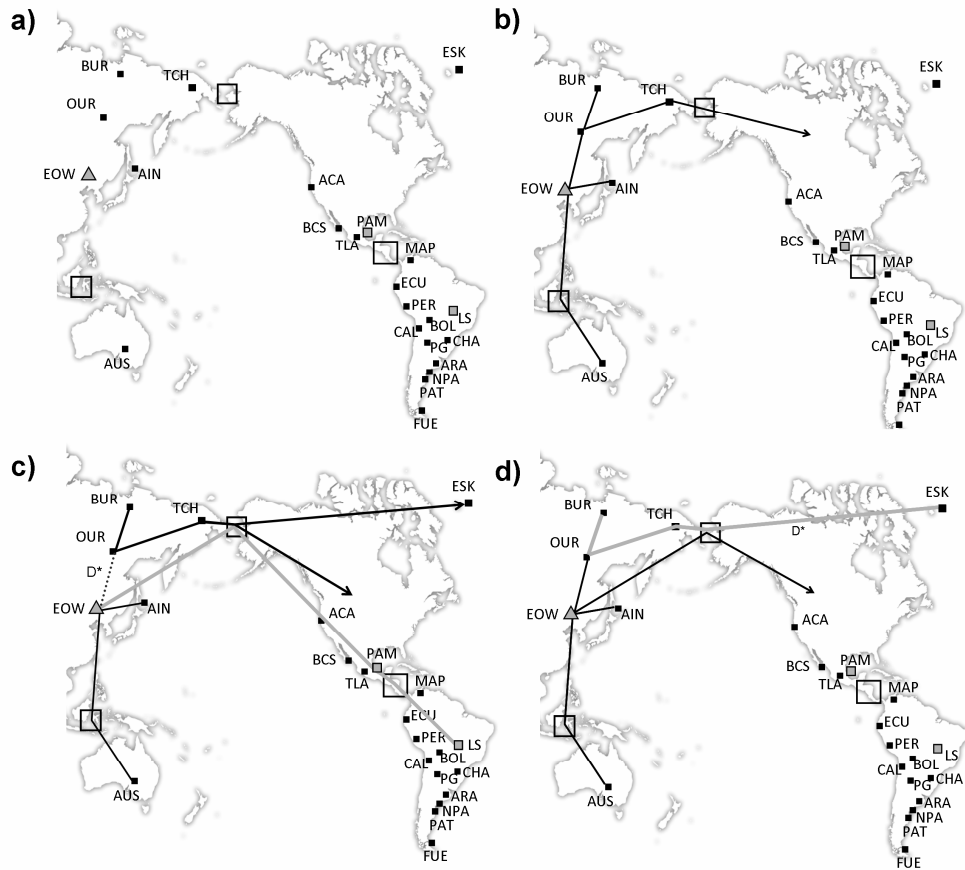 a)
BUR
TCH
ESK
OUR
EOW
AIN
ACA
BCS
PAM
TLA
MAP
ECU
PER
LS
CAL
BOL
PG
CHA
AUS
ARA
NPA
PAT
FUE
b)
BUR
TCH
ESK
OUR
EOW
AIN
ACA
BCS
PAM
TLA
MAP
ECU
PER
LS
CAL
BOL
PG
CHA
AUS
ARA
NPA
PAT
c)
BUR
TCH
ESK
OUR
D*
EOW
AIN
ACA
BCS
PAM
TLA
MAP
ECU
PER
LS
CAL
BOL
PG
CHA
AUS
ARA
NPA
PAT
FUE
d)
BUR
TCH
ESK
D*
OUR
EOW
AIN
ACA
BCS
PAM
TLA
MAP
ECU
PER
LS
CAL
BOL
PG
CHA
AUS
ARA
NPA
PAT
FUE